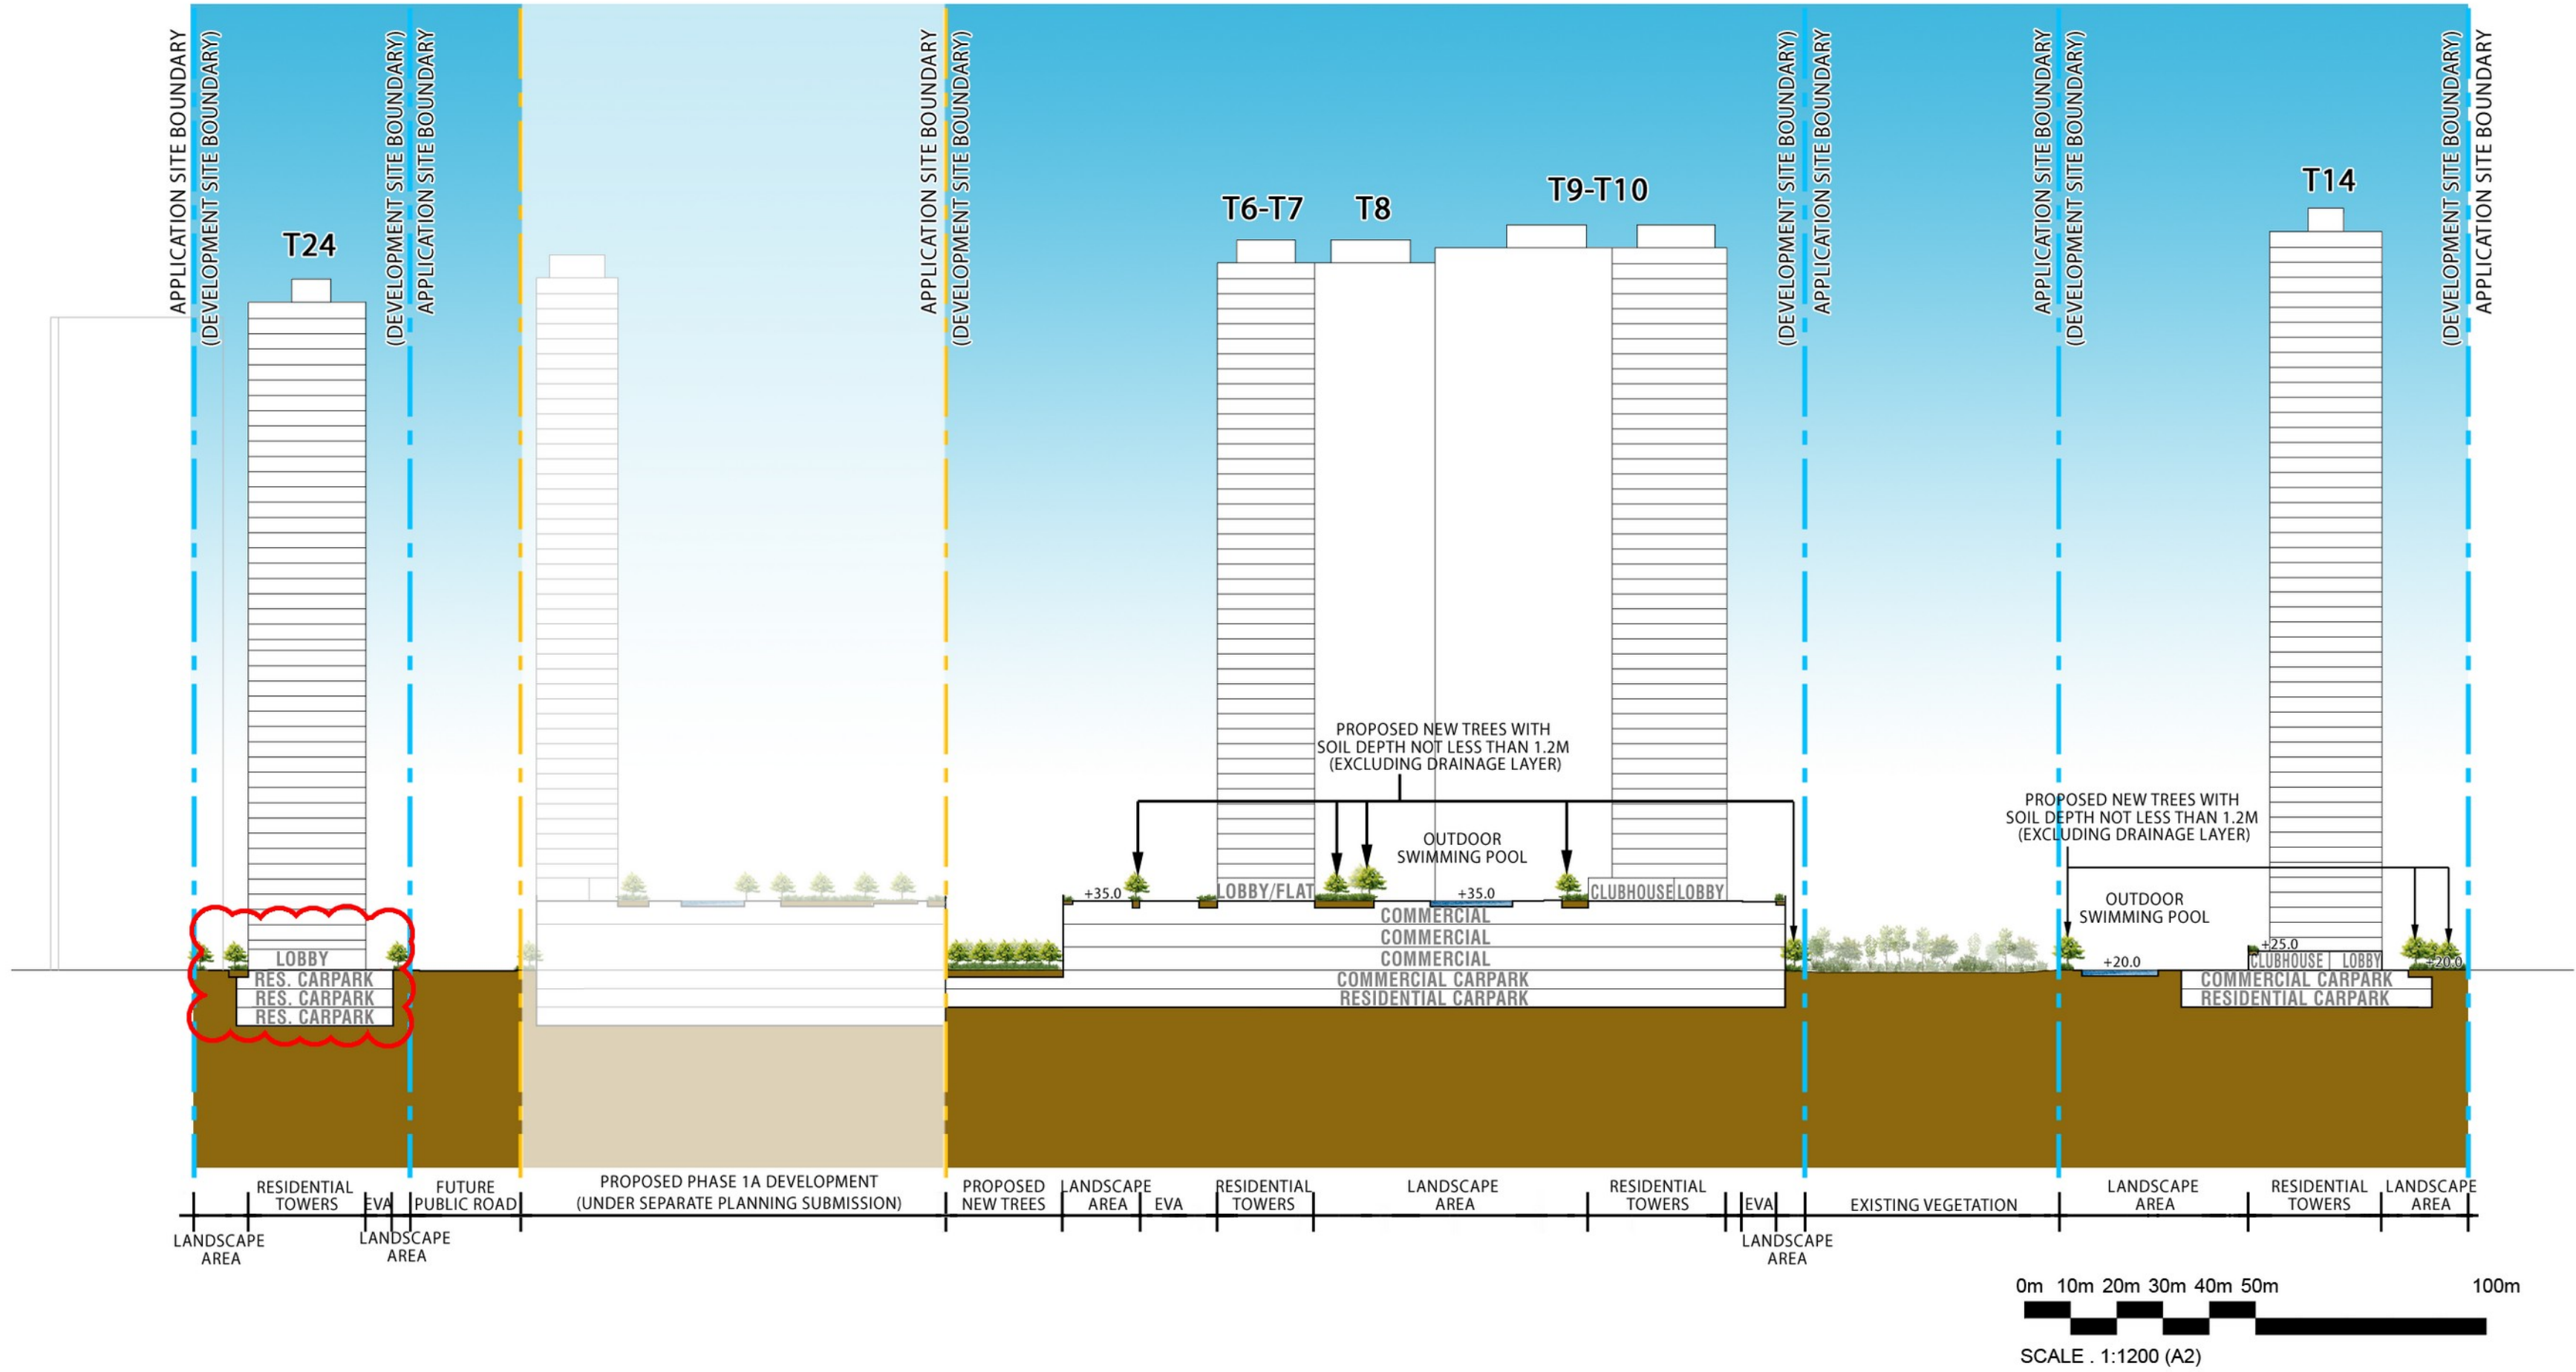 APPLICATION SITE BOUNDARY
(DEVELOPMENT SITE BOUNDARY)
(DEVELOPMENT SITE BOUNDARY)
APPLICATION SITE BOUNDARY
APPLICATION SITE BOUNDARY
(DEVELOPMENT SITE BOUNDARY)
(DEVELOPMENT SITE BOUNDARY)
APPLICATION SITE BOUNDARY
APPLICATION SITE BOUNDARY
(DEVELOPMENT SITE BOUNDARY)
(DEVELOPMENT SITE BOUNDARY)
APPLICATION SITE BOUNDARY
T24
T6-T7
T8
T9-T10
T14
PROPOSED NEW TREES WITH
SOIL DEPTH NOT LESS THAN 1.2M
(EXCLUDING DRAINAGE LAYER)
PROPOSED NEW TREES WITH
SOIL DEPTH NOT LESS THAN 1.2M
(EXCLUDING DRAINAGE LAYER)
OUTDOOR
SWIMMING POOL
OUTDOOR
SWIMMING POOL
+35.0
LOBBY/FLAT
+35.0
CLUBHOUSE LOBBY
COMMERCIAL
COMMERCIAL
COMMERCIAL
COMMERCIAL CARPARK
RESIDENTIAL CARPARK
LOBBY
RES. CARPARK
RES. CARPARK
RES. CARPARK
+25.0
+20.0
CLUBHOUSE LOBBY
+20.0
COMMERCIAL CARPARK
RESIDENTIAL CARPARK
LANDSCAPE
AREA
RESIDENTIAL
TOWERS
EVA
LANDSCAPE
AREA
FUTURE
PUBLIC ROAD
PROPOSED PHASE 1A DEVELOPMENT
(UNDER SEPARATE PLANNING SUBMISSION)
PROPOSED
NEW TREES
LANDSCAPE
AREA
EVA
RESIDENTIAL
TOWERS
LANDSCAPE
AREA
RESIDENTIAL
TOWERS
EVA
LANDSCAPE
AREA
EXISTING VEGETATION
LANDSCAPE
AREA
RESIDENTIAL
TOWERS
LANDSCAPE
AREA
0m 10m 20m 30m 40m 50m 100m
SCALE . 1:1200 (A2)